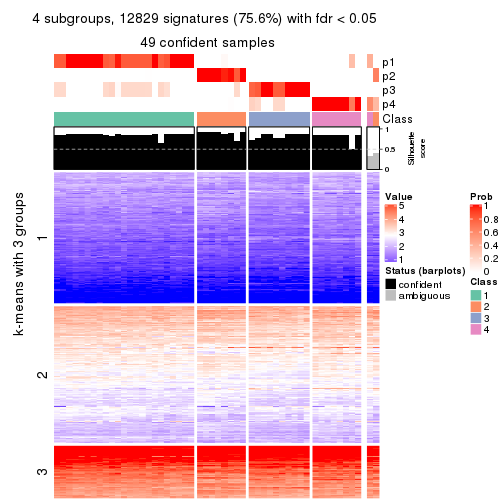 4 subgroups, 12829 signatures (75.6%) with fdr < 0.05
49 confident samples
p1
p2
p3
p4
Class
1
0.5
0
Silhouette
score
k-means with 3 groups
1
2
3
Value
5
4
3
2
1
Status (barplots)
confident
ambiguous
Prob
1
0.8
0.6
0.4
0.2
0
Class
1
2
3
4